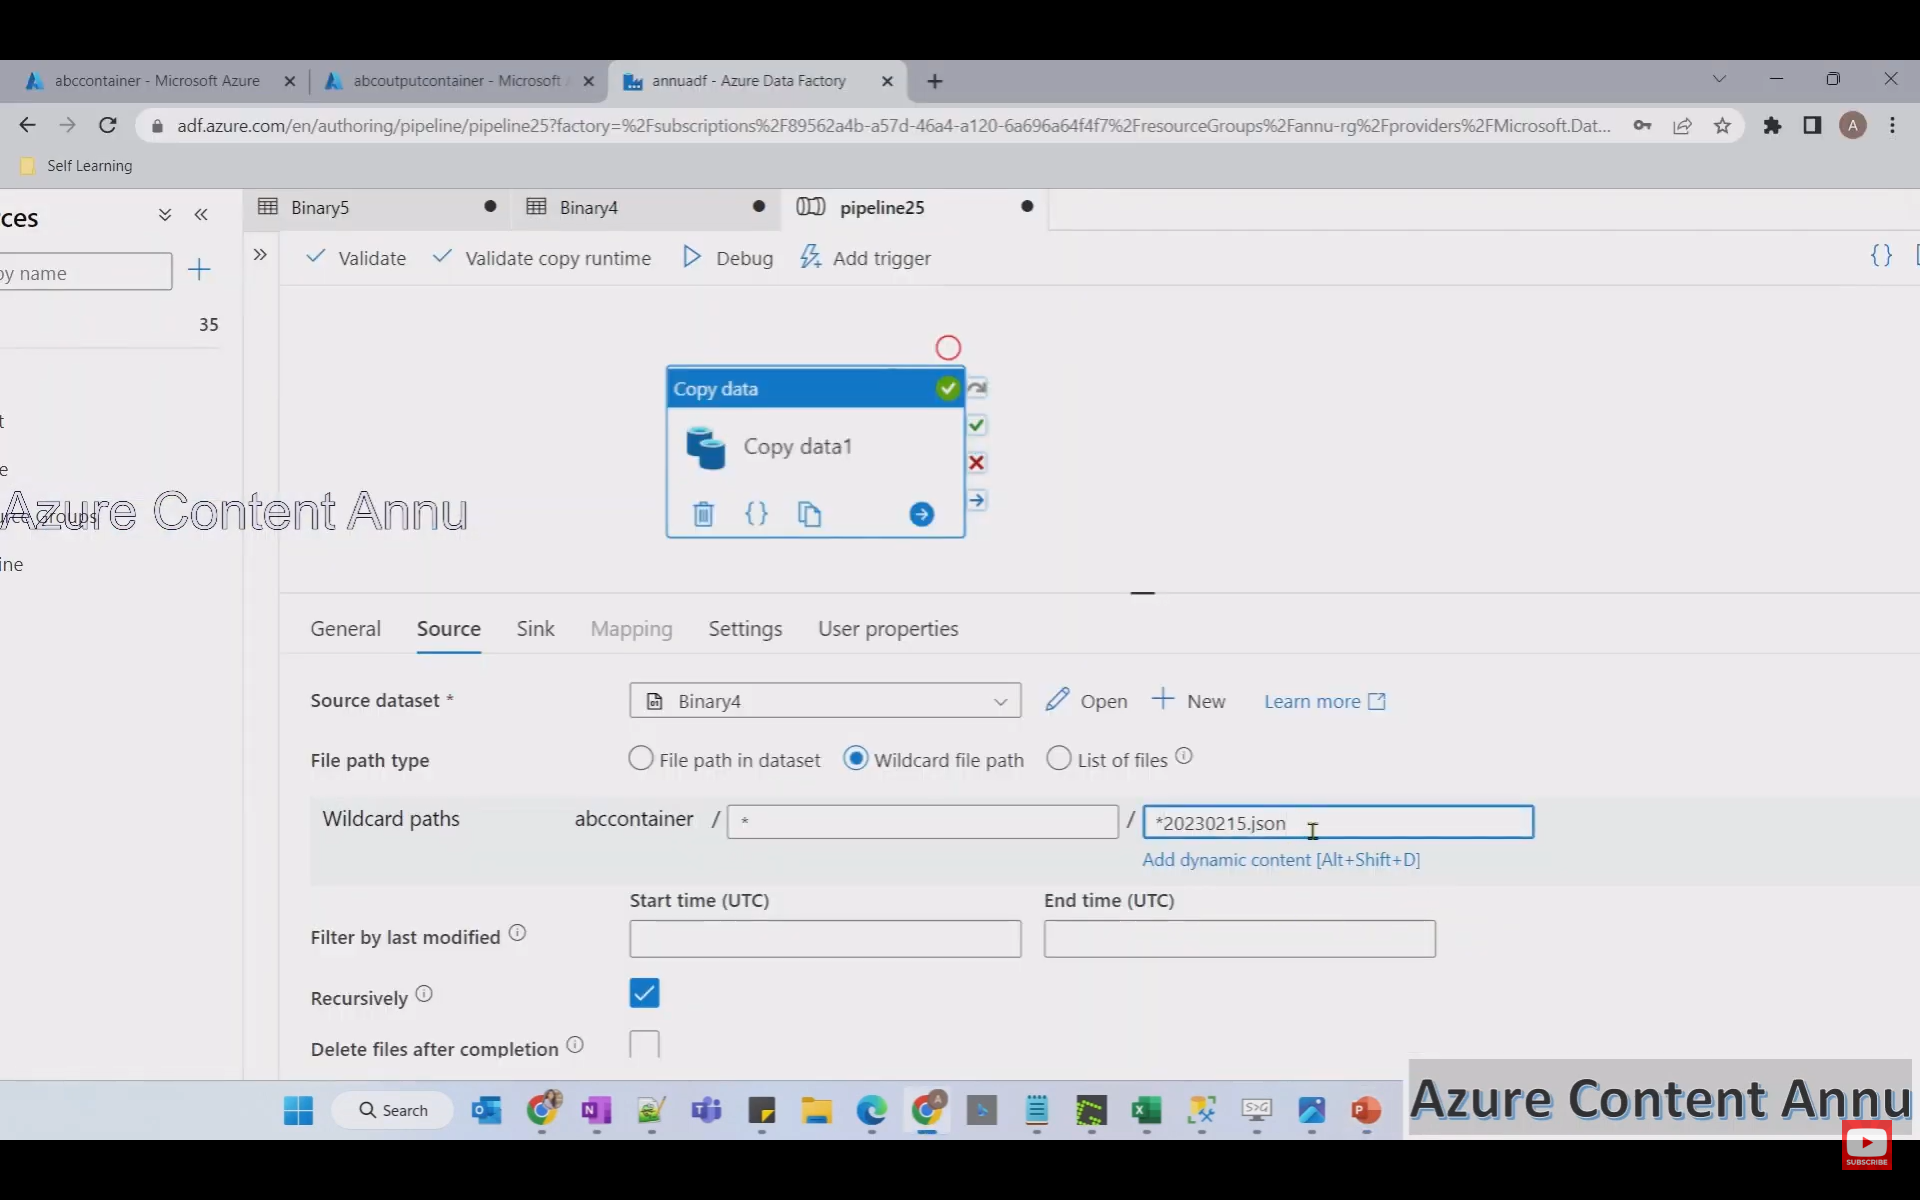 abccontainer - Microsoft Azure
abcoutputcontainer - Microsoft
annuadf - Azure Data Factory
adf.azure.com/en/authoring/pipeline/pipeline25?factory=%2Fsubscriptions%2F89562a4b-a57d-46a4-a120-6a696a64f4f7%2FresourceGroups%2Fannu-rg%2Fproviders%2FMicrosoft.Dat...
A
Self Learning
ces
Binary5
Binary4
pipeline25
Validate
Validate copy runtime
Debug
Add trigger
{}
by name
35
Copy data
Copy data1
{}
t
e
Groups
Azure Content Annu
ine
General
Source
Sink
Mapping
Settings
User properties
Source dataset *
Binary4
Open
New
Learn more
File path type
File path in dataset
Wildcard file path
List of files
Wildcard paths
abccontainer / * / *20230215.json
Add dynamic content [Alt+Shift+D]
Start time (UTC)
End time (UTC)
Filter by last modified
Recursively
Delete files after completion
Search
Azure Content Annu
SUBSCRIBE